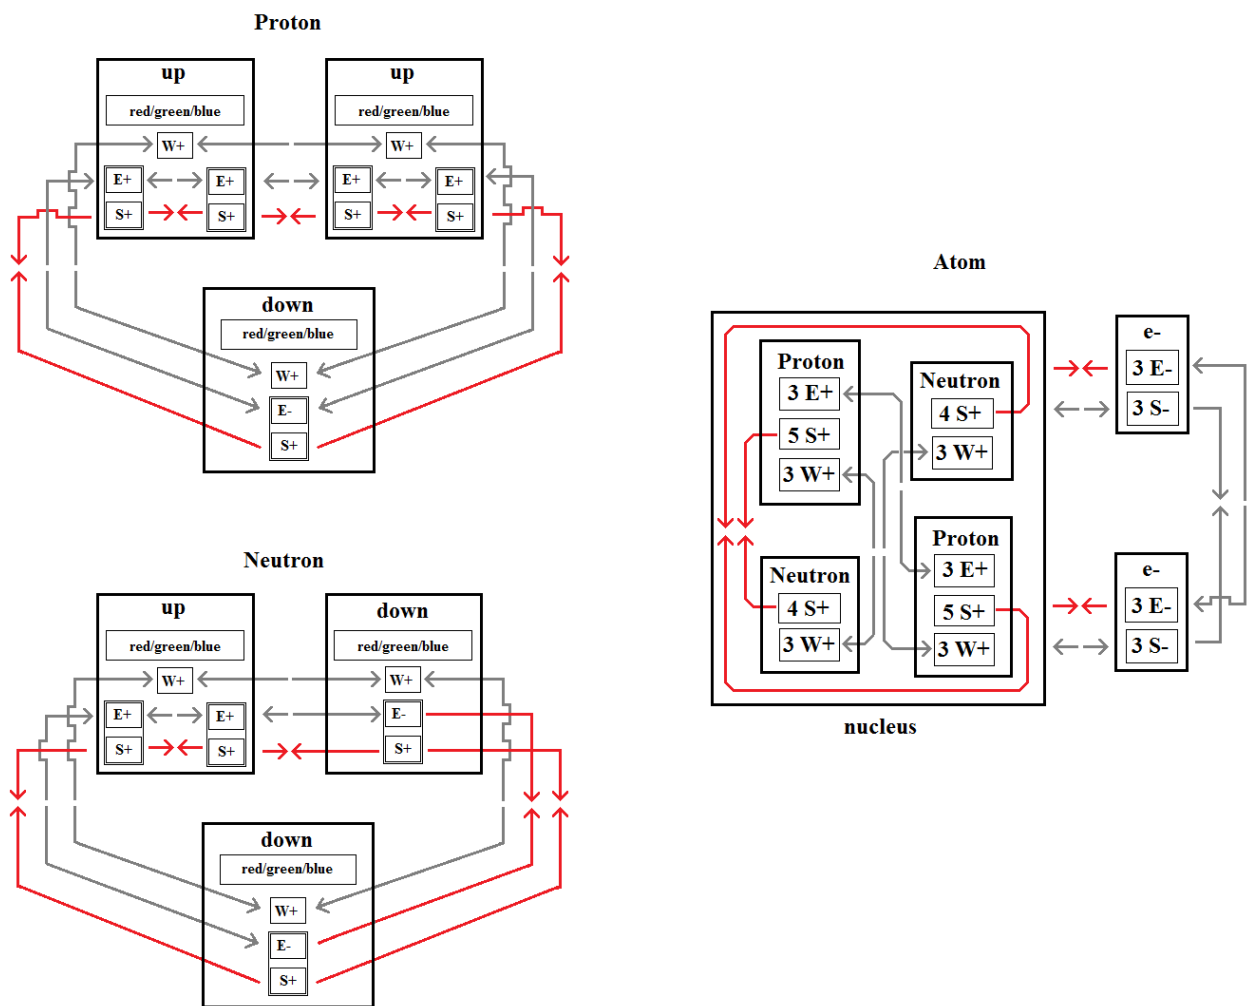 Proton
up
up
red/green/blue
red/green/blue
W+
W+
E+
E+
E+
E+
S+
S+
S+
S+
down
red/green/blue
W+
E-
S+
Neutron
up
down
red/green/blue
red/green/blue
W+
W+
E+
E+
E-
S+
S+
S+
down
red/green/blue
W+
E-
S+
Atom
Proton
3 E+
5 S+
3 W+
Neutron
4 S+
3 W+
Neutron
4 S+
3 W+
Proton
3 E+
5 S+
3 W+
nucleus
e-
3 E-
3 S-
e-
3 E-
3 S-